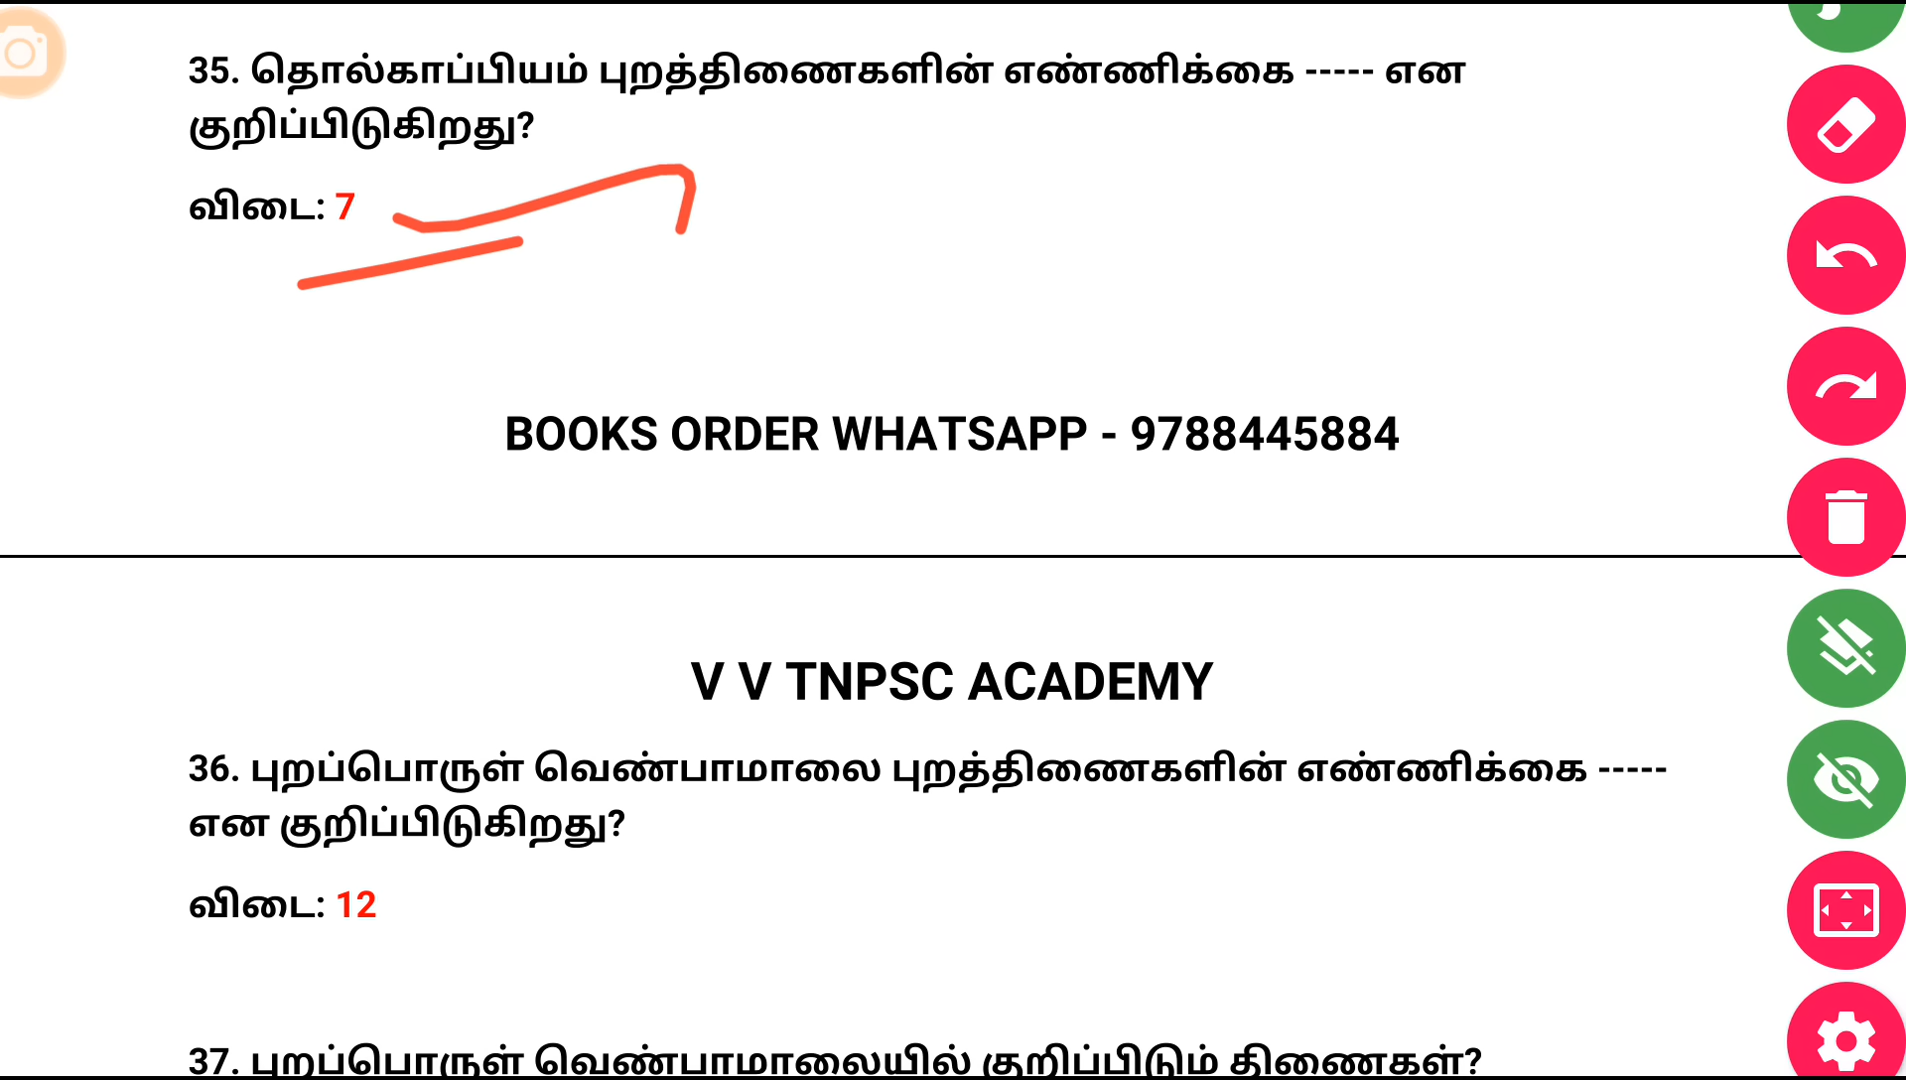 35. தொல்காப்பியம் புறத்திணைகளின் எண்ணிக்கை ----- என
குறிப்பிடுகிறது?
விடை: 7
BOOKS ORDER WHATSAPP - 9788445884
V V TNPSC ACADEMY
36. புறப்பொருள் வெண்பாமாலை புறத்திணைகளின் எண்ணிக்கை -----
என குறிப்பிடுகிறது?
விடை: 12
37. புறப்பொருள் வெண்பாமாலையில் குறிப்பிடும் திணைகள்?